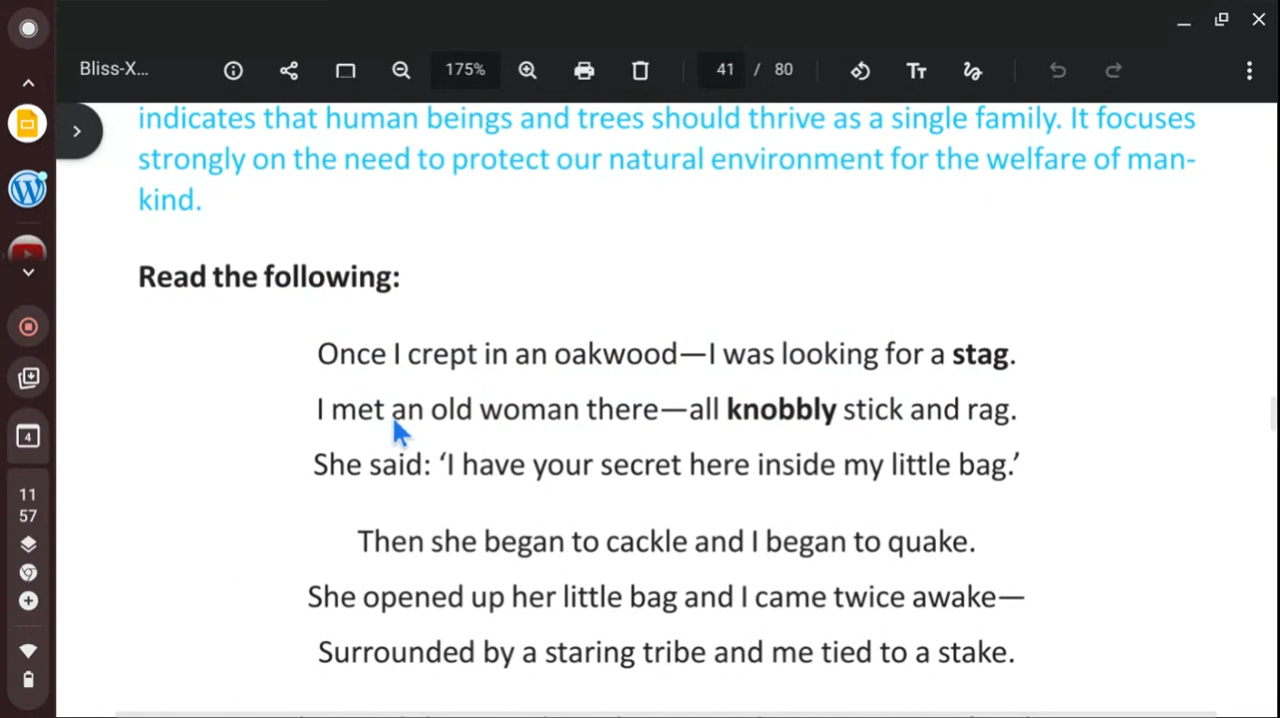 Bliss-X...
175%
41 / 80
indicates that human beings and trees should thrive as a single family. It focuses
strongly on the need to protect our natural environment for the welfare of man-
kind.
Read the following:
Once I crept in an oakwood—I was looking for a stag.
I met an old woman there—all knobbly stick and rag.
She said: ‘I have your secret here inside my little bag.’
Then she began to cackle and I began to quake.
She opened up her little bag and I came twice awake—
Surrounded by a staring tribe and me tied to a stake.
4
11
57